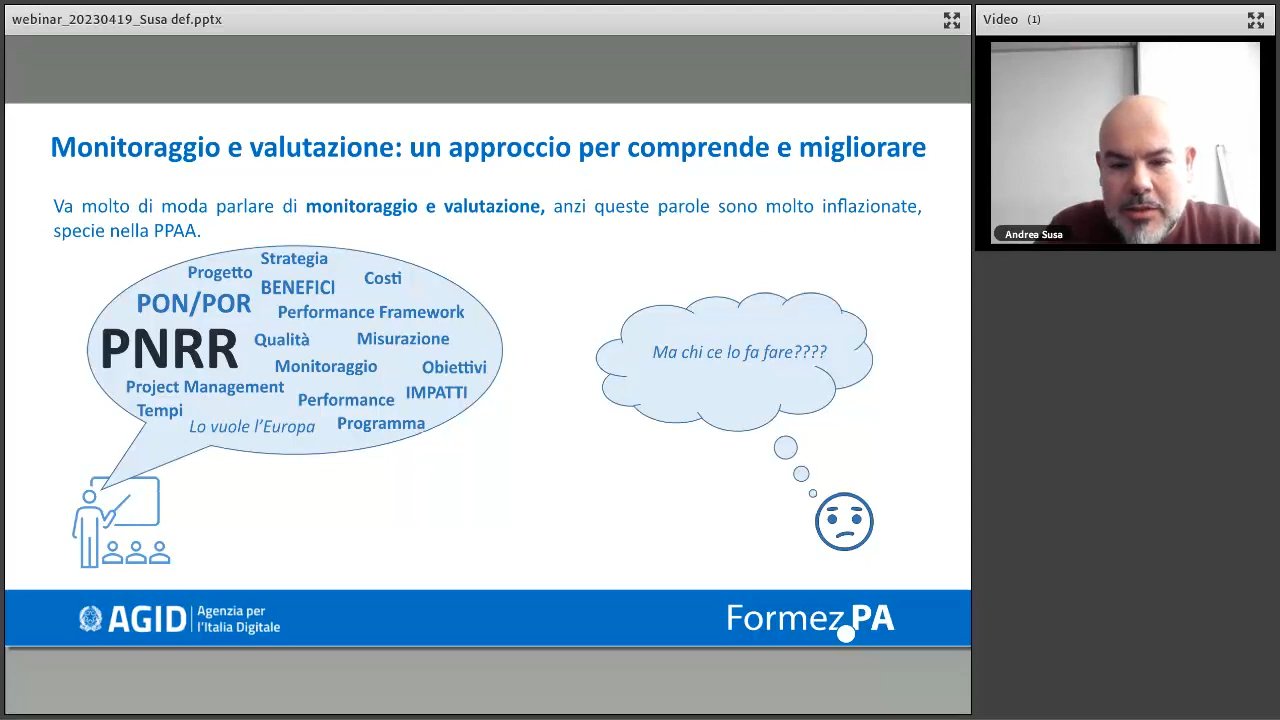 webinar_20230419_Susa def.pptx
Video (1)
Andrea Susa
Monitoraggio e valutazione: un approccio per comprende e migliorare
Va molto di moda parlare di monitoraggio e valutazione, anzi queste parole sono molto inflazionate,
specie nella PPAA.
Strategia
Progetto
Costi
BENEFICI
PON/POR
Performance Framework
PNRR
Qualità
Misurazione
Monitoraggio
Obiettivi
Project Management
IMPATTI
Performance
Tempi
Lo vuole l’Europa
Programma
Ma chi ce lo fa fare????
AGID
Agenzia per
l’Italia Digitale
Formez PA